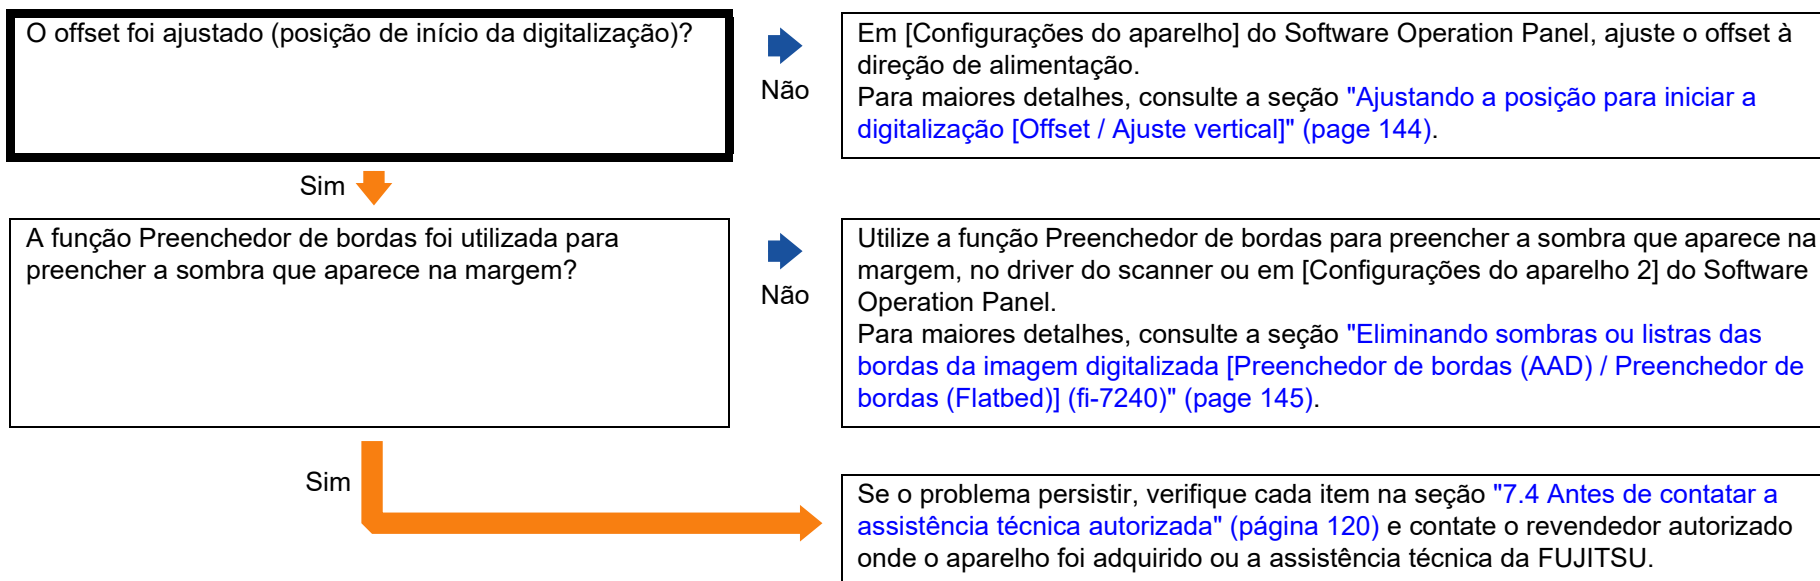 O offset foi ajustado (posição de início da digitalização)?
Não
Em [Configurações do aparelho] do Software Operation Panel, ajuste o offset à
direção de alimentação.
Para maiores detalhes, consulte a seção "Ajustando a posição para iniciar a
digitalização [Offset / Ajuste vertical]" (page 144).
Sim
A função Preenchedor de bordas foi utilizada para
preencher a sombra que aparece na margem?
Não
Utilize a função Preenchedor de bordas para preencher a sombra que aparece na
margem, no driver do scanner ou em [Configurações do aparelho 2] do Software
Operation Panel.
Para maiores detalhes, consulte a seção "Eliminando sombras ou listras das
bordas da imagem digitalizada [Preenchedor de bordas (AAD) / Preenchedor de
bordas (Flatbed)] (fi-7240)" (page 145).
Sim
Se o problema persistir, verifique cada item na seção "7.4 Antes de contatar a
assistência técnica autorizada" (página 120) e contate o revendedor autorizado
onde o aparelho foi adquirido ou a assistência técnica da FUJITSU.